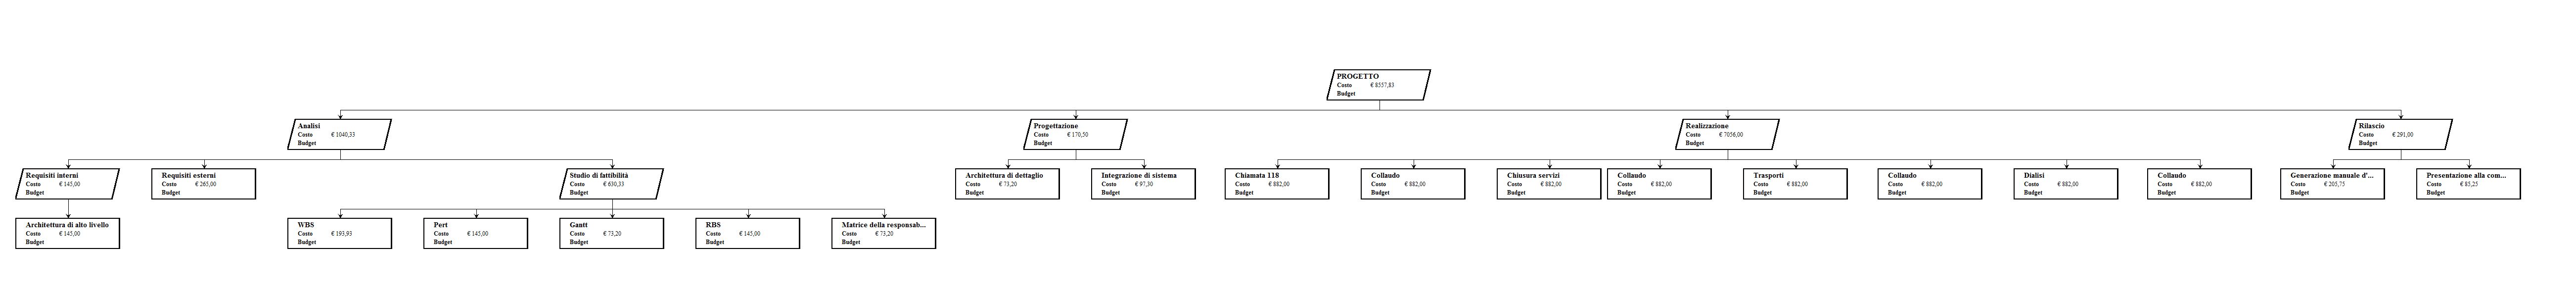 PROGETTO
Costo € 8557,83
Budget
Analisi
Costo € 1040,33
Budget
Progettazione
Costo € 170,50
Budget
Realizzazione
Costo € 7056,00
Budget
Rilascio
Costo € 291,00
Budget
Requisiti interni
Costo € 145,00
Budget
Requisiti esterni
Costo € 265,00
Budget
Studio di fattibilità
Costo € 630,33
Budget
Architettura di dettaglio
Costo € 73,20
Budget
Integrazione di sistema
Costo € 97,30
Budget
Chiamata 118
Costo € 882,00
Budget
Collaudo
Costo € 882,00
Budget
Chiusura servizi
Costo € 882,00
Budget
Collaudo
Costo € 882,00
Budget
Trasporti
Costo € 882,00
Budget
Collaudo
Costo € 882,00
Budget
Dialisi
Costo € 882,00
Budget
Collaudo
Costo € 882,00
Budget
Generazione manuale d'...
Costo € 205,75
Budget
Presentazione alla com...
Costo € 85,25
Budget
Architettura di alto livello
Costo € 145,00
Budget
WBS
Costo € 193,93
Budget
Pert
Costo € 145,00
Budget
Gantt
Costo € 73,20
Budget
RBS
Costo € 145,00
Budget
Matrice della responsab...
Costo € 73,20
Budget